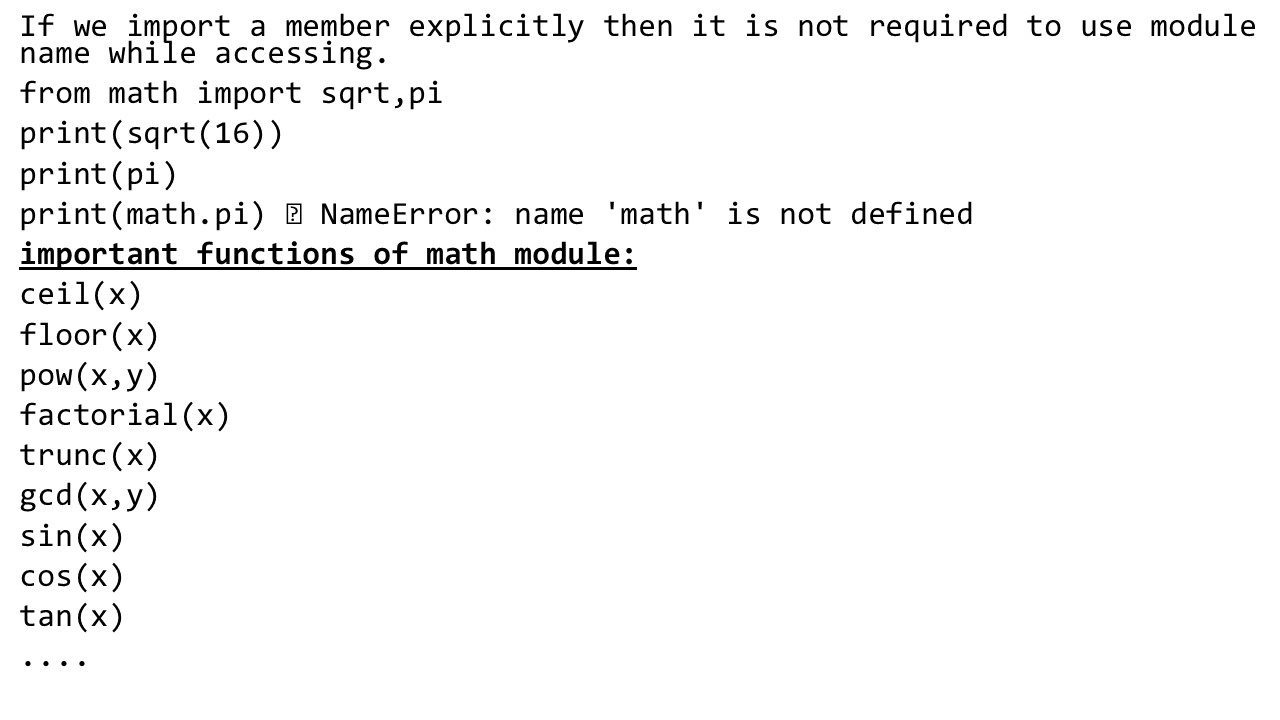 If we import a member explicitly then it is not required to use module
name while accessing.
from math import sqrt,pi
print(sqrt(16))
print(pi)
print(math.pi) ⍰ NameError: name 'math' is not defined
important functions of math module:
ceil(x)
floor(x)
pow(x,y)
factorial(x)
trunc(x)
gcd(x,y)
sin(x)
cos(x)
tan(x)
....